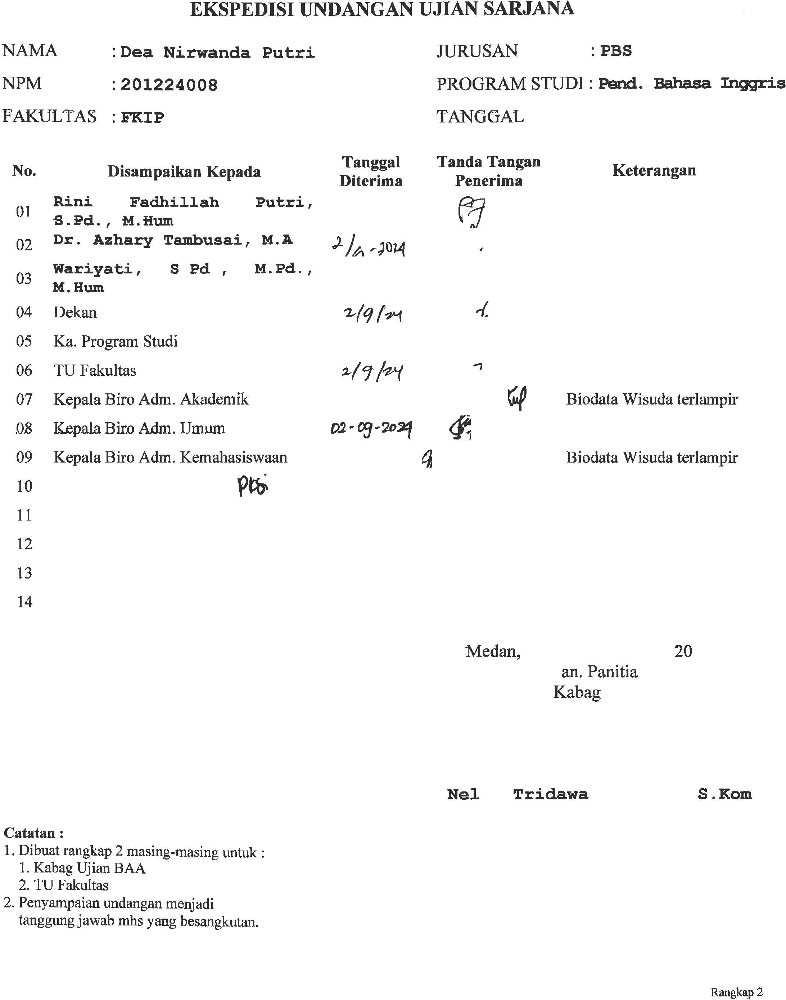 EKSPEDISI UNDANGAN UJIAN SARJANA
NAMA : Dea Nirwanda Putri JURUSAN : PBS
NPM : 201224008 PROGRAM STUDI : Pend. Bahasa Inggris
FAKULTAS : FKIP TANGGAL
No. Disampaikan Kepada Tanggal Diterima Tanda Tangan Penerima Keterangan
01 Rini Fadhillah Putri,
S.Pd., M.Hum
02 Dr. Azhary Tambusai, M.A
03 Wariyati, S Pd , M.Pd.,
M.Hum
04 Dekan 2/9/24
05 Ka. Program Studi
06 TU Fakultas 2/9/24
07 Kepala Biro Adm. Akademik Biodata Wisuda terlampir
08 Kepala Biro Adm. Umum 02-09-2024
09 Kepala Biro Adm. Kemahasiswaan Biodata Wisuda terlampir
10
11
12
13
14
Medan, 20
an. Panitia
Kabag
Nel Tridawa S.Kom
Catatan :
1. Dibuat rangkap 2 masing-masing untuk :
1. Kabag Ujian BAA
2. TU Fakultas
2. Penyampaian undangan menjadi
tanggung jawab mhs yang besangkutan.
Rangkap 2